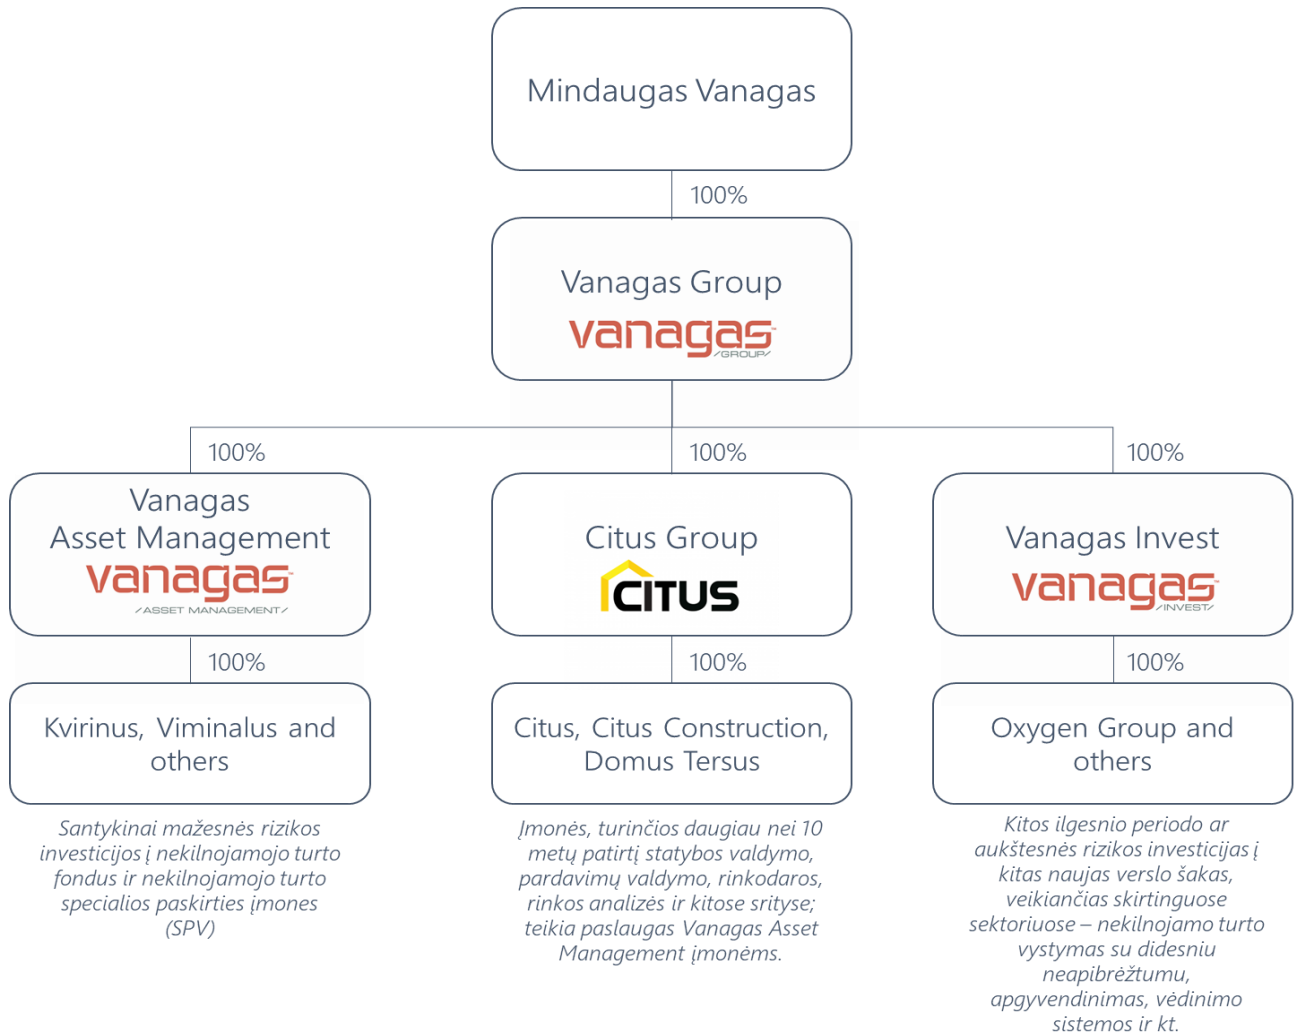 Mindaugas Vanagas
100%
Vanagas Group
vanagas™
/GROUP/
100%
100%
100%
Vanagas
Asset Management
vanagas™
/ASSET MANAGEMENT/
Citus Group
CITUS
Vanagas Invest
vanagas™
/INVEST/
100%
100%
100%
Kvirinus, Viminalus and
others
Citus, Citus Construction,
Domus Tersus
Oxygen Group and
others
Santykinai mažesnės rizikos
investicijos į nekilnojamojo turto
fondus ir nekilnojamojo turto
specialios paskirties įmones
(SPV)
Įmonės, turinčios daugiau nei 10
metų patirtį statybos valdymo,
pardavimų valdymo, rinkodaros,
rinkos analizės ir kitose srityse;
teikia paslaugas Vanagas Asset
Management įmonėms.
Kitos ilgesnio periodo ar
aukštesnės rizikos investicijas į
kitas naujas verslo šakas,
veikiančias skirtinguose
sektoriuose – nekilnojamo turto
vystymas su didesniu
neapibrėžtumu,
apgyvendinimas, vėdinimo
sistemos ir kt.